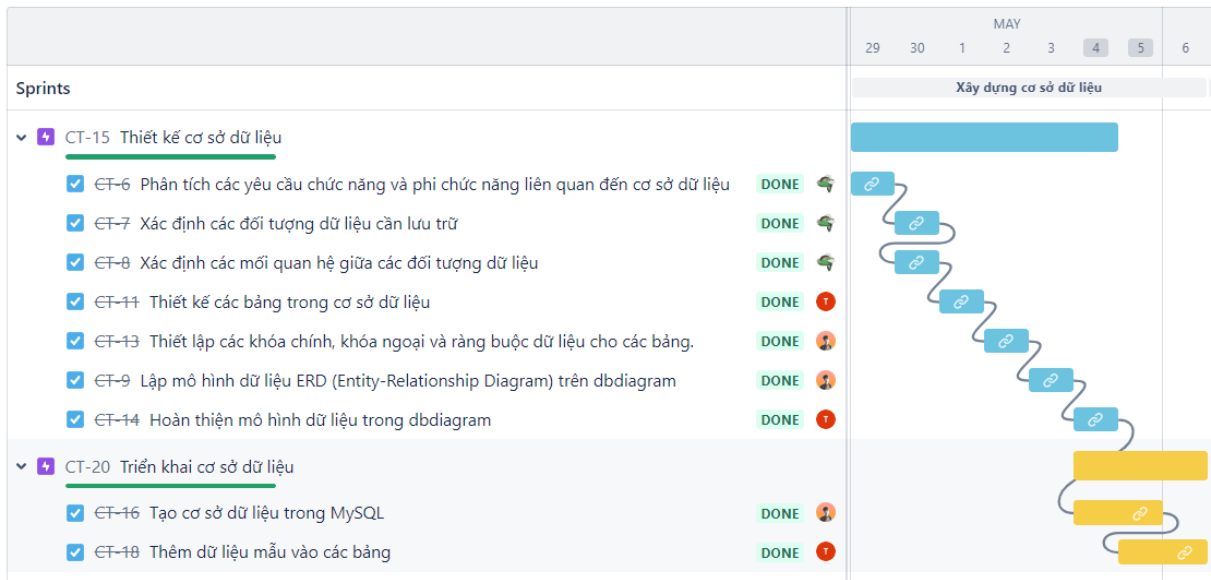 MAY
29 30 1 2 3 4 5 6
Sprints
Xây dựng cơ sở dữ liệu
CT-15 Thiết kế cơ sở dữ liệu
CT-6 Phân tích các yêu cầu chức năng và phi chức năng liên quan đến cơ sở dữ liệu DONE
CT-7 Xác định các đối tượng dữ liệu cần lưu trữ DONE
CT-8 Xác định các mối quan hệ giữa các đối tượng dữ liệu DONE
CT-11 Thiết kế các bảng trong cơ sở dữ liệu DONE T
CT-13 Thiết lập các khóa chính, khóa ngoại và ràng buộc dữ liệu cho các bảng. DONE
CT-9 Lập mô hình dữ liệu ERD (Entity-Relationship Diagram) trên dbdiagram DONE
CT-14 Hoàn thiện mô hình dữ liệu trong dbdiagram DONE T
CT-20 Triển khai cơ sở dữ liệu
CT-16 Tạo cơ sở dữ liệu trong MySQL DONE
CT-18 Thêm dữ liệu mẫu vào các bảng DONE T